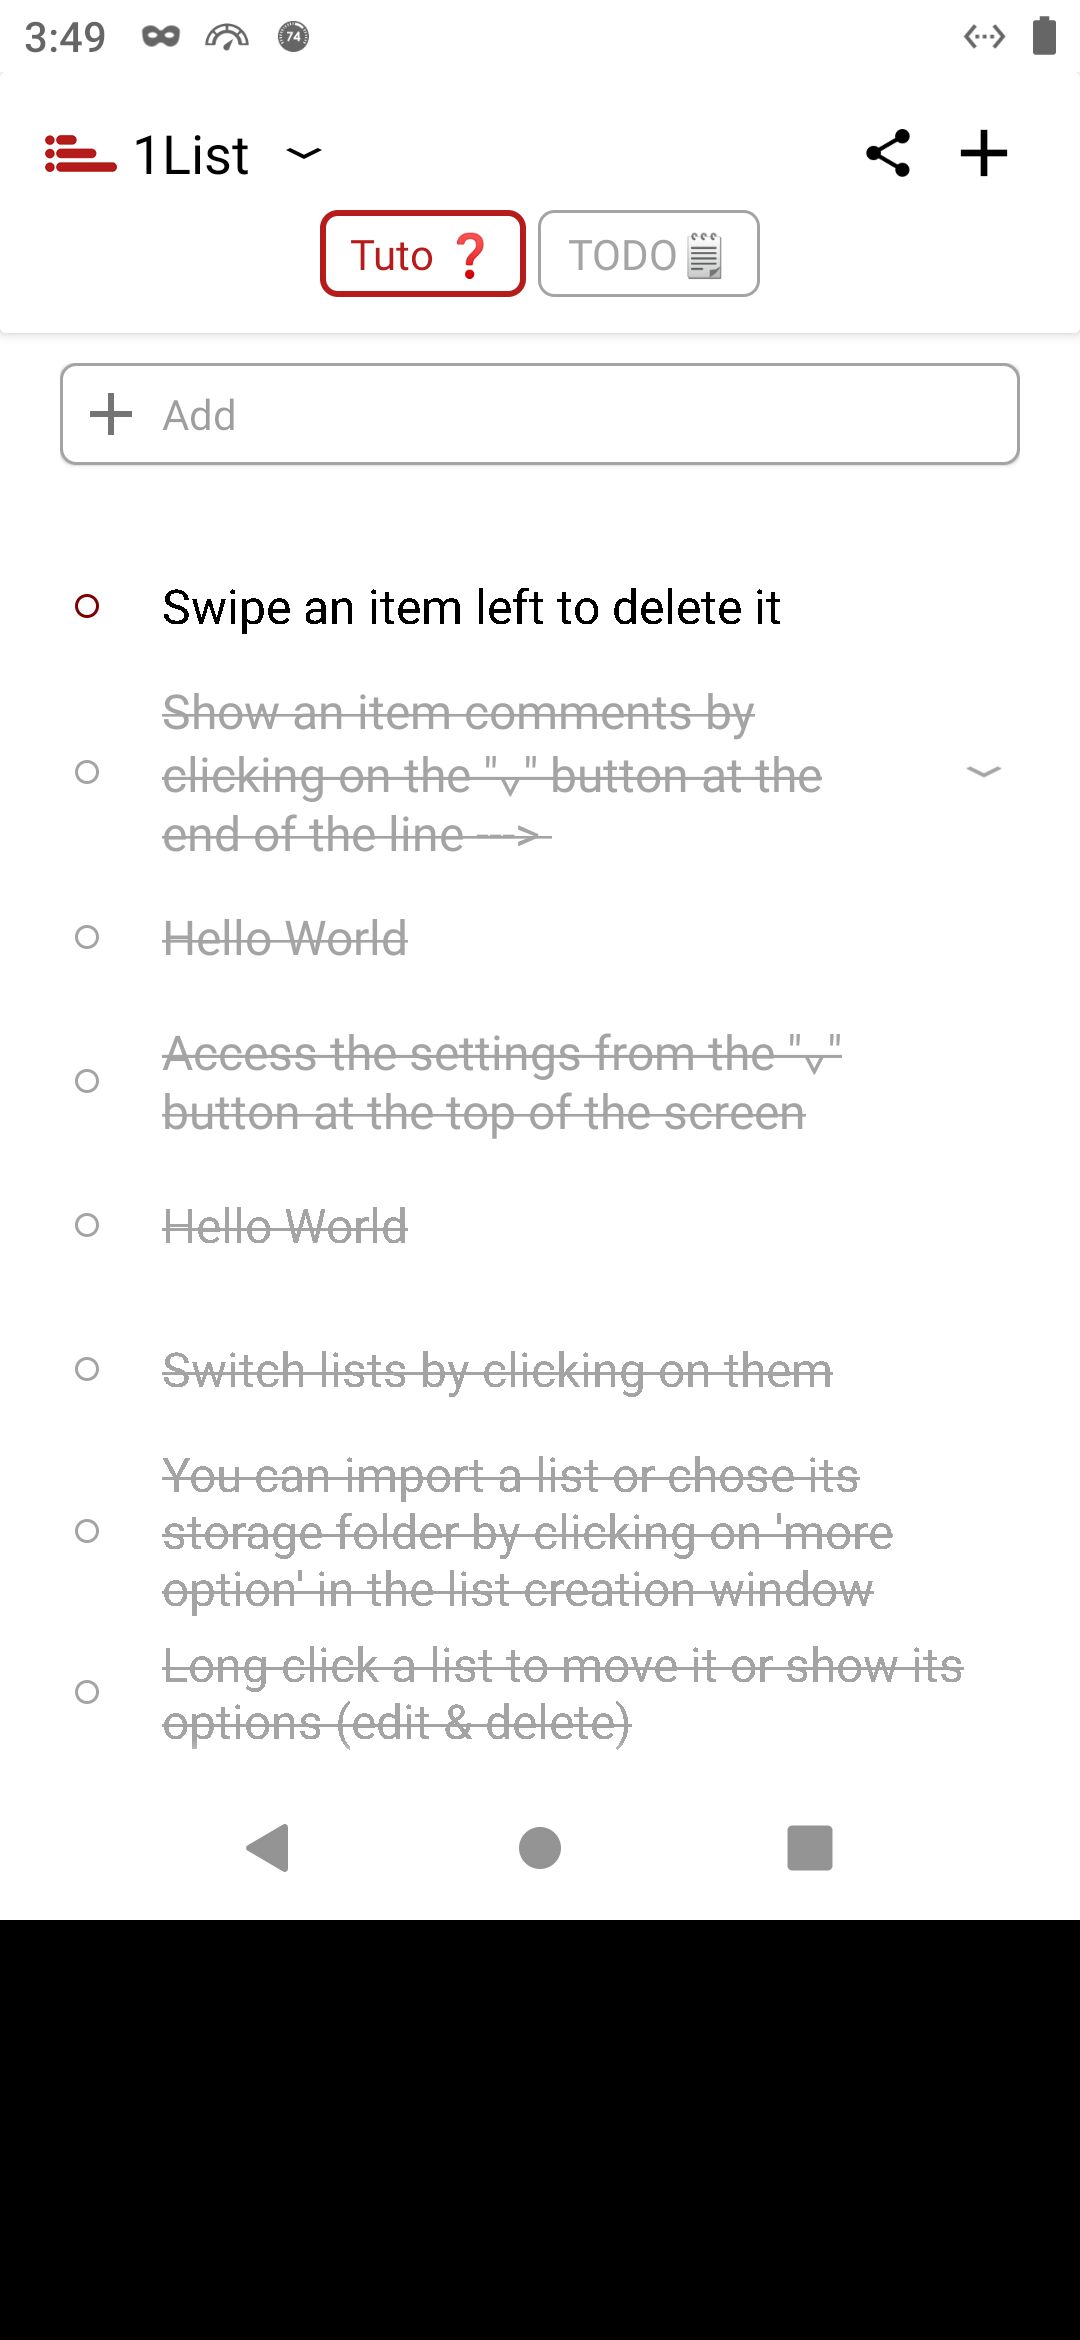 3:49
74
1List
Tuto ❓
TODO🗒
Add
Swipe an item left to delete it
Show an item comments by
clicking on the "⌄" button at the
end of the line --->
Hello World
Access the settings from the "⌄"
button at the top of the screen
Hello World
Switch lists by clicking on them
You can import a list or chose its
storage folder by clicking on 'more
option' in the list creation window
Long click a list to move it or show its
options (edit & delete)